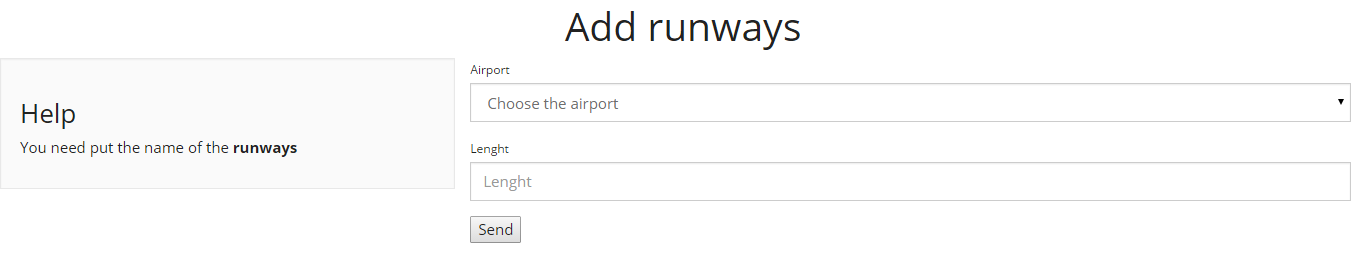 Add runways
Help
You need put the name of the runways
Airport
Choose the airport
Lenght
Lenght
Send